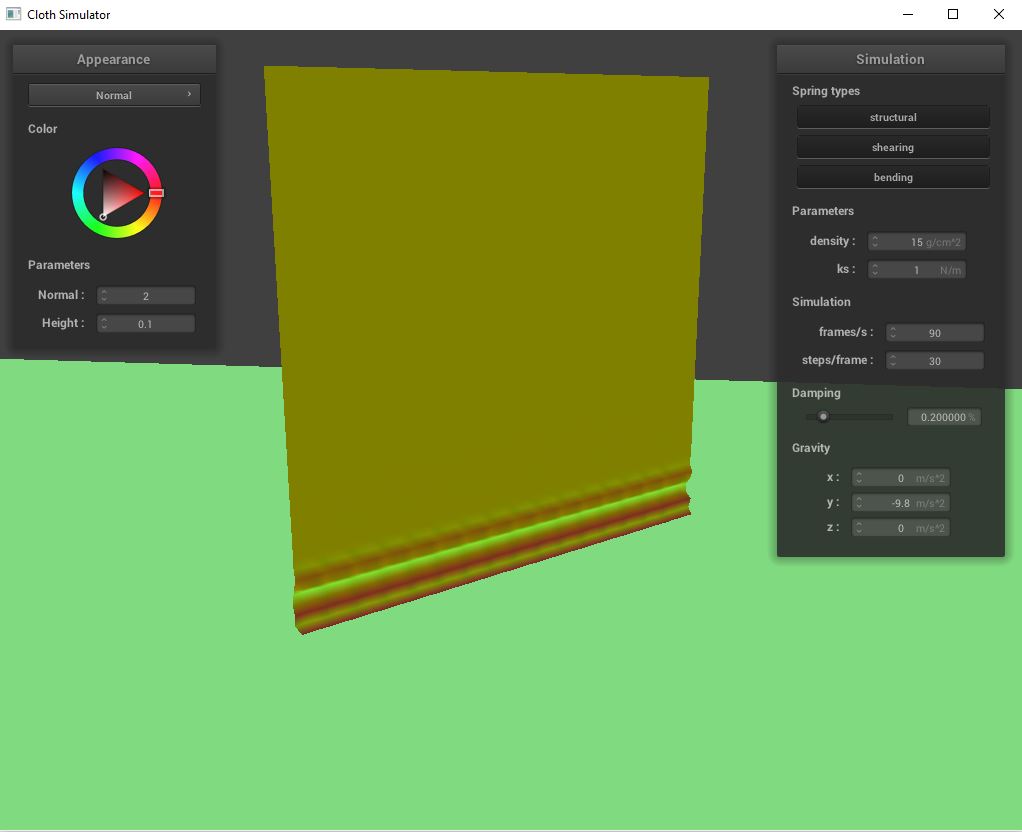 Cloth Simulator
Appearance
Normal
Color
Parameters
Normal : 2
Height : 0.1
Simulation
Spring types
structural
shearing
bending
Parameters
density : 15 g/cm^2
ks : 1 N/m
Simulation
frames/s : 90
steps/frame : 30
Damping
0.200000 %
Gravity
x : 0 m/s^2
y : -9.8 m/s^2
z : 0 m/s^2